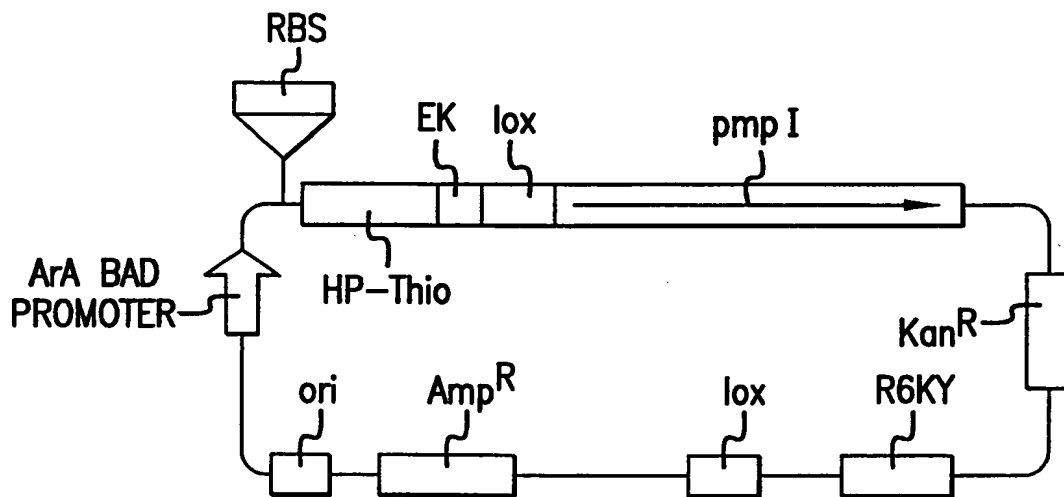 RBS
EK
lox
pmp I
HP-Thio
ArA BAD
PROMOTER
Kan^R
ori
Amp^R
lox
R6KY